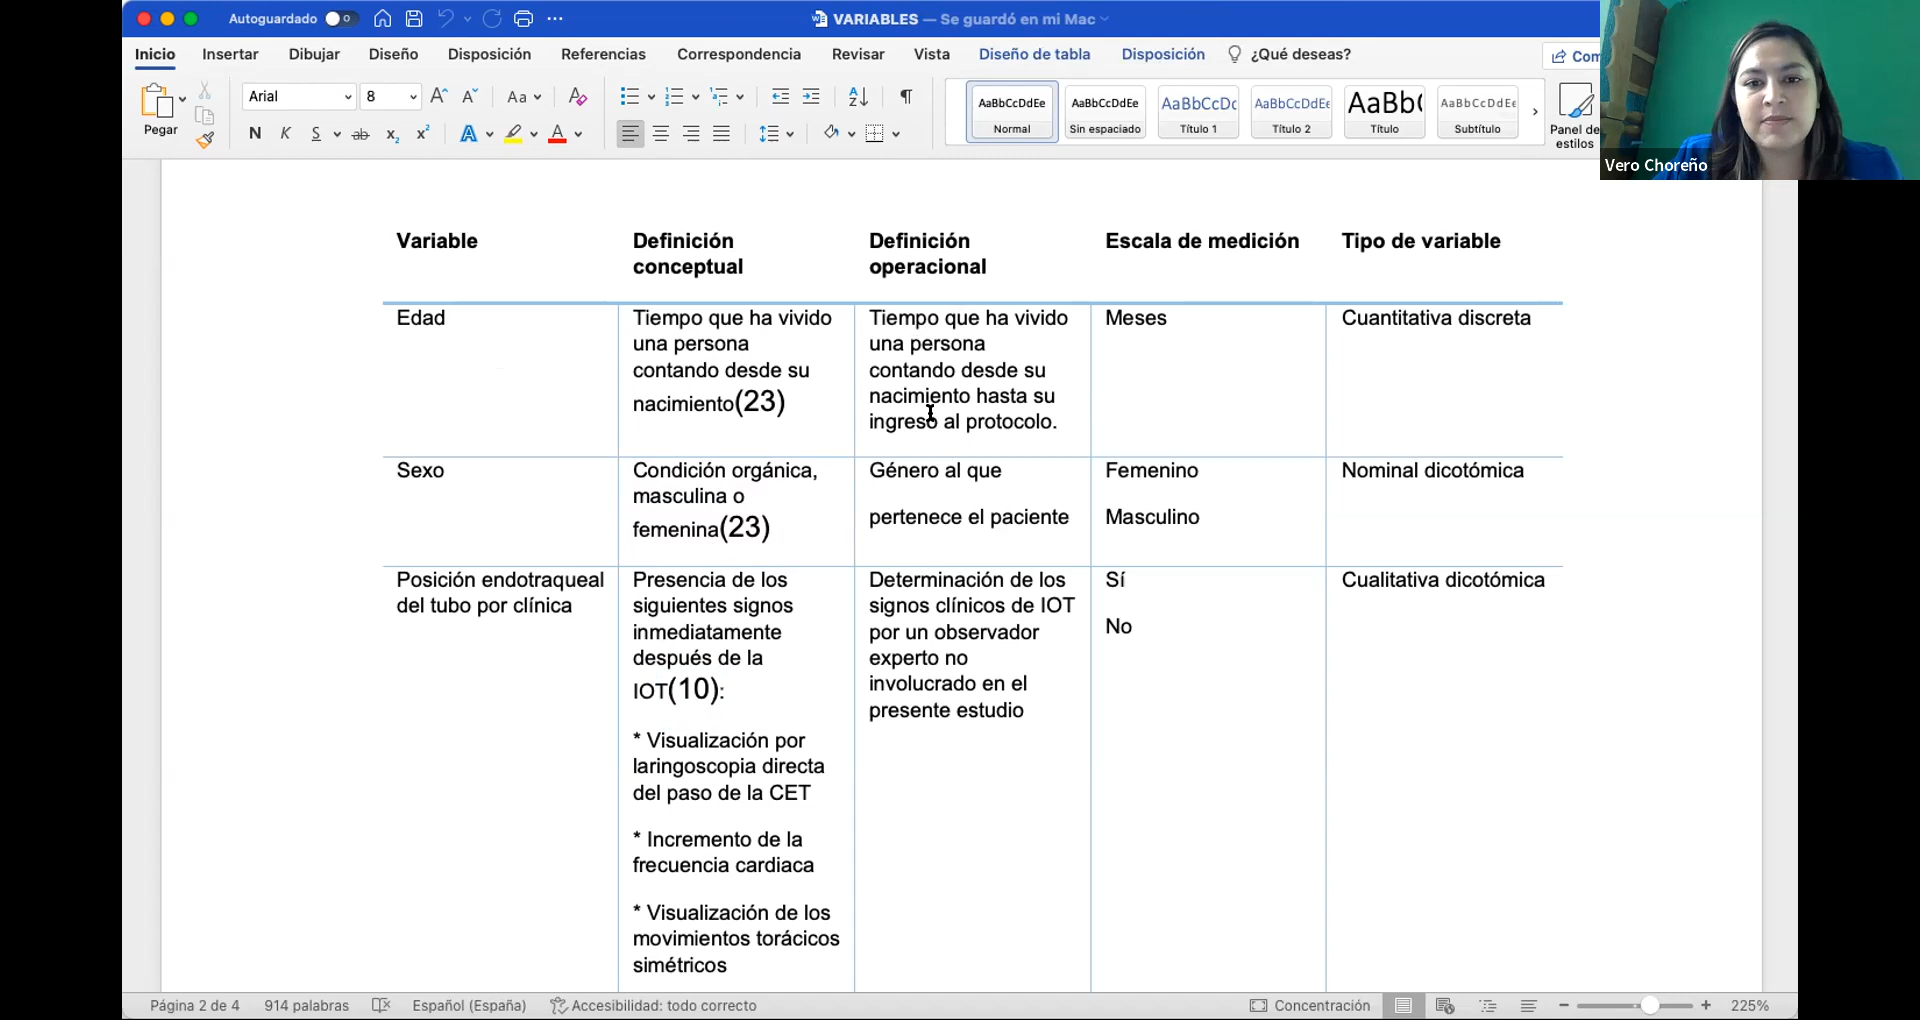 Autoguardado
VARIABLES — Se guardó en mi Mac
Inicio Insertar Dibujar Diseño Disposición Referencias Correspondencia Revisar Vista Diseño de tabla Disposición ¿Qué deseas? Com
Pegar
Arial 8 Aa
N K S ab x₂ x² A A
AaBbCcDdEe
Normal
AaBbCcDdEe
Sin espaciado
AaBbCcDc
Título 1
AaBbCcDdEe
Título 2
AaBb(
Título
AaBbCcDdEe
Subtítulo
Panel de
estilos
Vero Choreño
Variable
Definición
conceptual
Definición
operacional
Escala de medición
Tipo de variable
Edad
Tiempo que ha vivido
una persona
contando desde su
nacimiento(23)
Tiempo que ha vivido
una persona
contando desde su
nacimiento hasta su
ingreso al protocolo.
Meses
Cuantitativa discreta
Sexo
Condición orgánica,
masculina o
femenina(23)
Género al que
pertenece el paciente
Femenino
Masculino
Nominal dicotómica
Posición endotraqueal
del tubo por clínica
Presencia de los
siguientes signos
inmediatamente
después de la
IOT(10):
* Visualización por
laringoscopia directa
del paso de la CET
* Incremento de la
frecuencia cardiaca
* Visualización de los
movimientos torácicos
simétricos
Determinación de los
signos clínicos de IOT
por un observador
experto no
involucrado en el
presente estudio
Sí
No
Cualitativa dicotómica
Página 2 de 4 914 palabras Español (España) Accesibilidad: todo correcto Concentración 225%